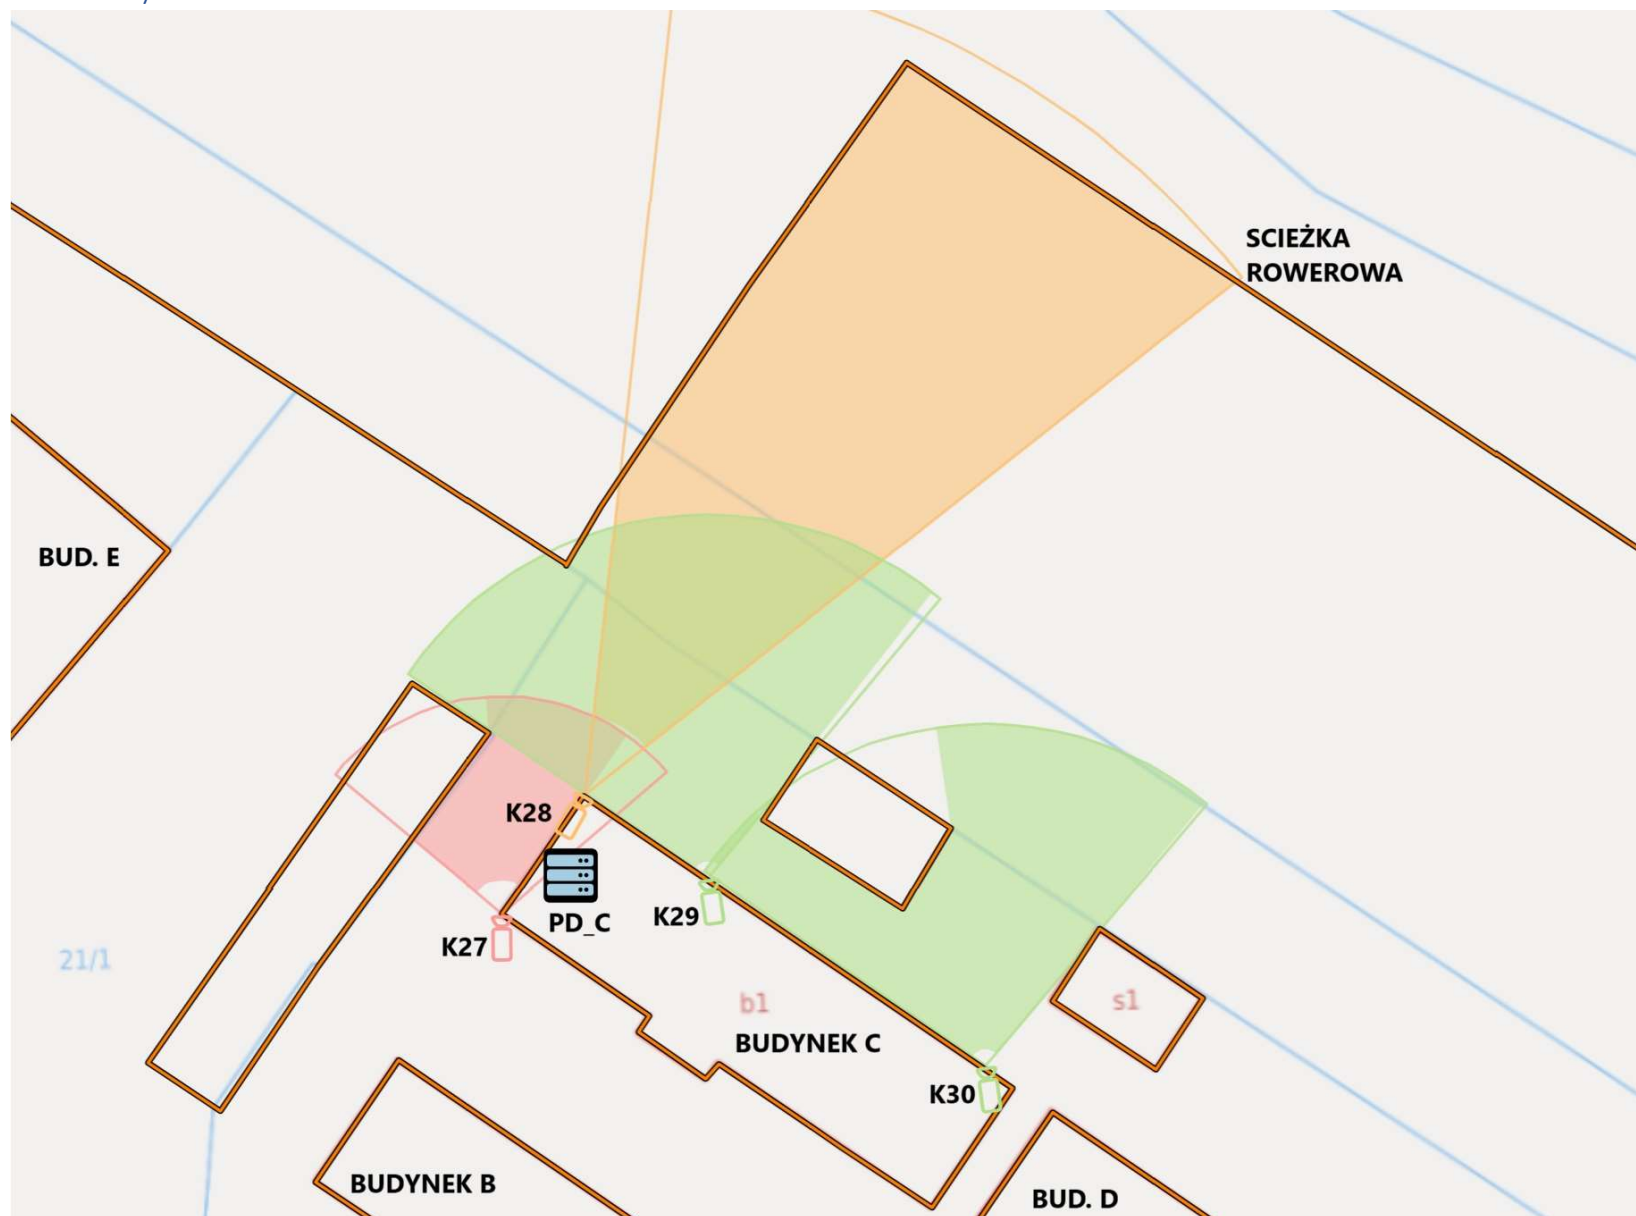 SCIEŻKA
ROWEROWA
BUD. E
K28
PD_C
K29
K27
21/1
b1
s1
BUDYNEK C
K30
BUDYNEK B
BUD. D